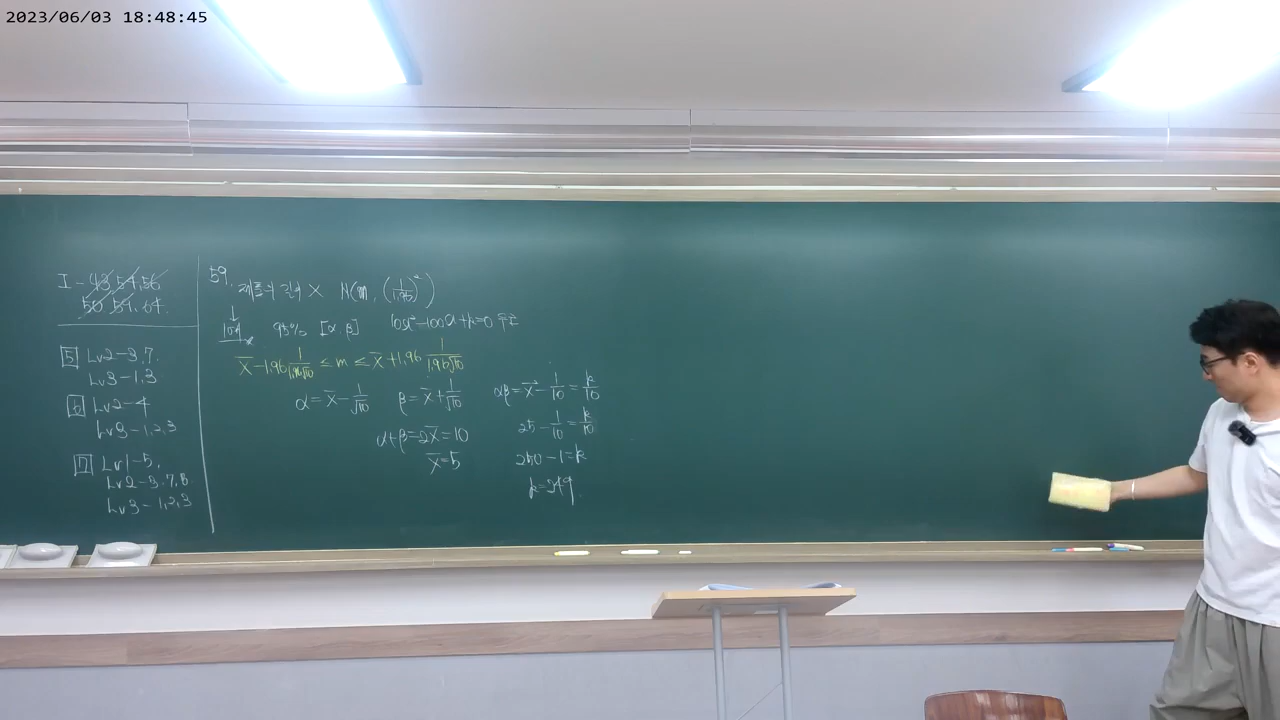 2023/06/03 18:48:45
I - 43, 54, 56
50 54. 64.
5 Lv2-3,7.
Lv3-1,3
6 Lv2-4
Lv3-1,2,3
7 Lv1-5,
Lv2-5,7,8
Lv3-1,2,3
59. 제품의 길이 X N(m, (1/1.96)²)
↓
10개 95% [α, β] 10x²-100x+k=0 두근
X̄-1.96 1/(1.96√10) ≤ m ≤ X̄+1.96 1/(1.96√10)
α=X̄-1/√10 β=X̄+1/√10
α+β=2X̄=10
X̄=5
αβ=X̄²-1/10=k/10
25-1/10=k/10
250-1=k
k=249.